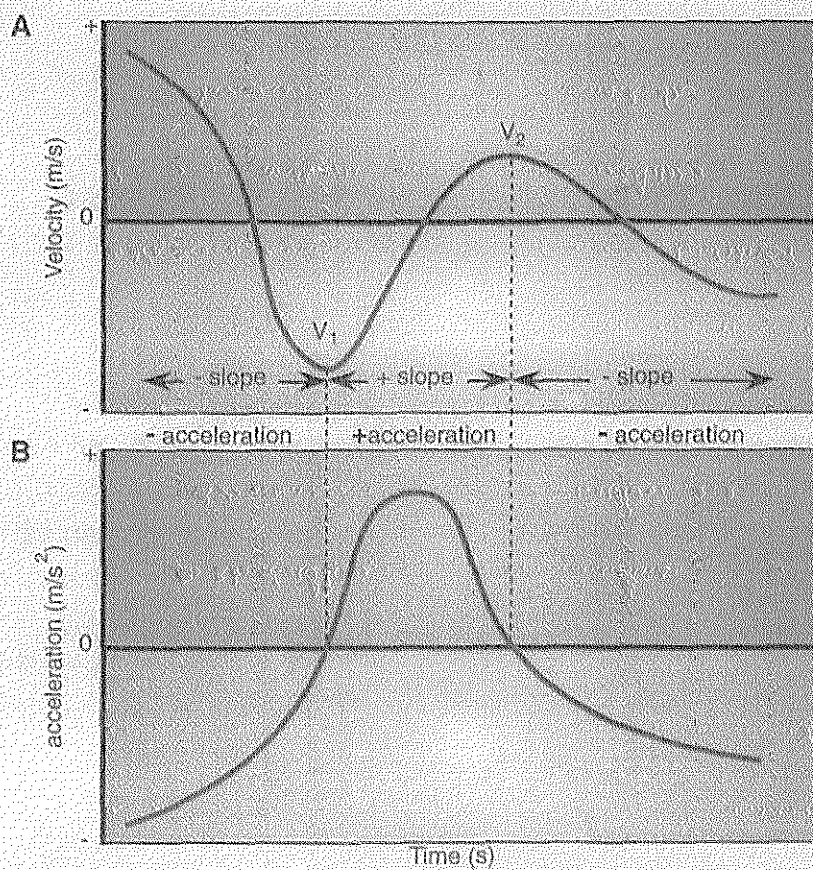 A
+
Velocity (m/s)
V₂
0
V₁
- slope
+ slope
- slope
-
- acceleration
+acceleration
- acceleration
B
+
acceleration (m/s²)
0
-
Time (s)